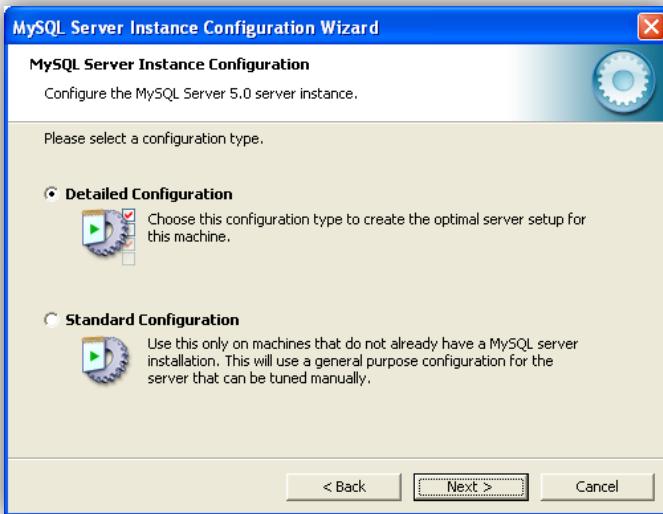 MySQL Server Instance Configuration Wizard
MySQL Server Instance Configuration
Configure the MySQL Server 5.0 server instance.
Please select a configuration type.
Detailed Configuration
Choose this configuration type to create the optimal server setup for
this machine.
Standard Configuration
Use this only on machines that do not already have a MySQL server
installation. This will use a general purpose configuration for the
server that can be tuned manually.
< Back
Next >
Cancel